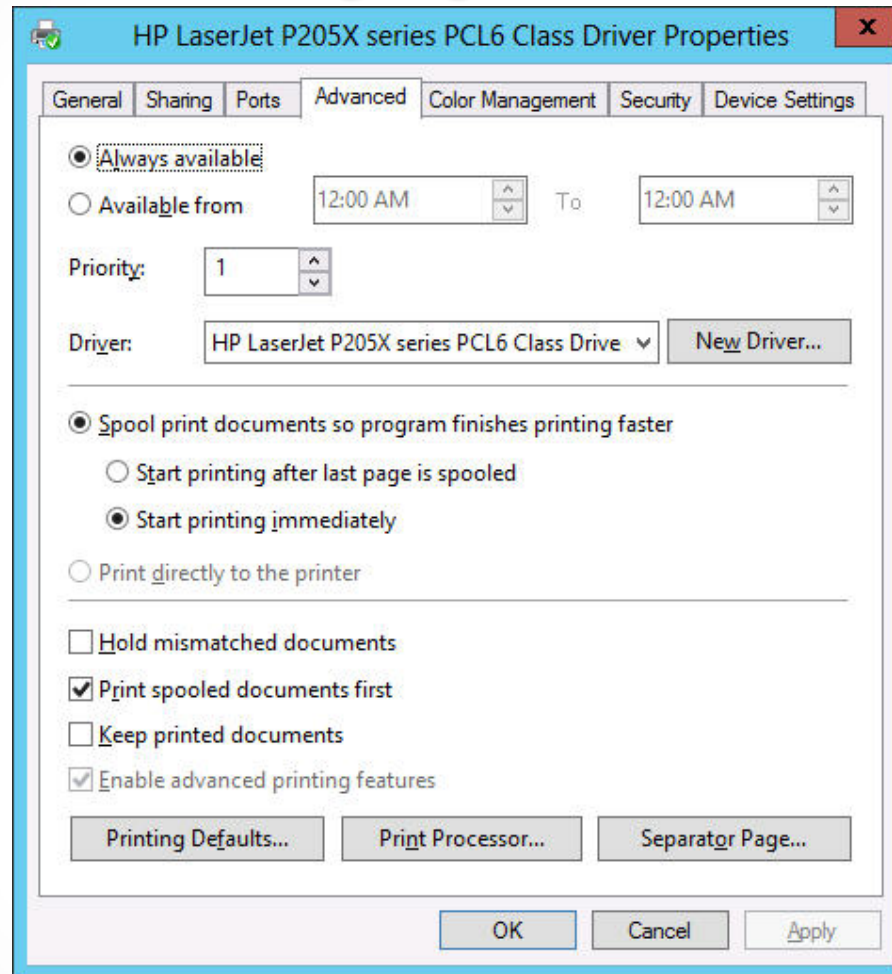 HP LaserJet P205X series PCL6 Class Driver Properties x
General Sharing Ports Advanced Color Management Security Device Settings
Always available
Available from 12:00 AM To 12:00 AM
Priority: 1
Driver: HP LaserJet P205X series PCL6 Class Drive New Driver...
Spool print documents so program finishes printing faster
Start printing after last page is spooled
Start printing immediately
Print directly to the printer
Hold mismatched documents
Print spooled documents first
Keep printed documents
Enable advanced printing features
Printing Defaults... Print Processor... Separator Page...
OK Cancel Apply